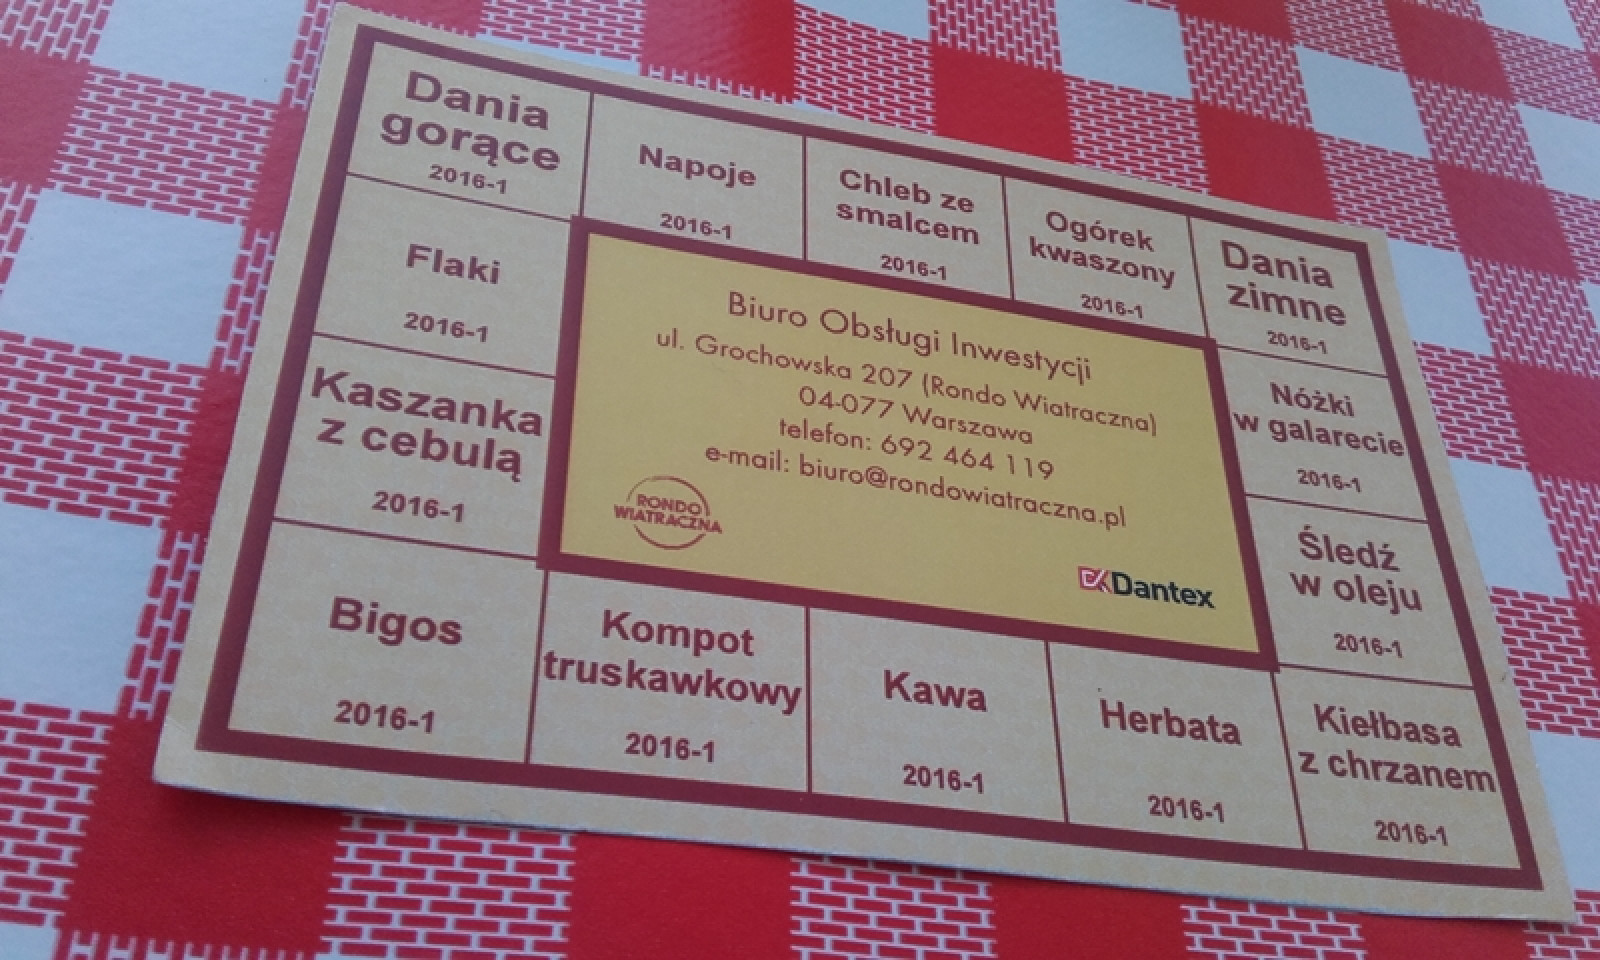 Dania
gorące
2016-1
Napoje
2016-1
Chleb ze
smalcem
2016-1
Ogórek
kwaszony
2016-1
Dania
zimne
2016-1
Flaki
2016-1
Nóżki
w galarecie
2016-1
Kaszanka
z cebulą
2016-1
Biuro Obsługi Inwestycji
ul. Grochowska 207 (Rondo Wiatraczna)
04-077 Warszawa
telefon: 692 464 119
e-mail: biuro@rondowiatraczna.pl
RONDO
WIATRACZNA
Dantex
Śledź
w oleju
2016-1
Bigos
2016-1
Kompot
truskawkowy
2016-1
Kawa
2016-1
Herbata
2016-1
Kiełbasa
z chrzanem
2016-1